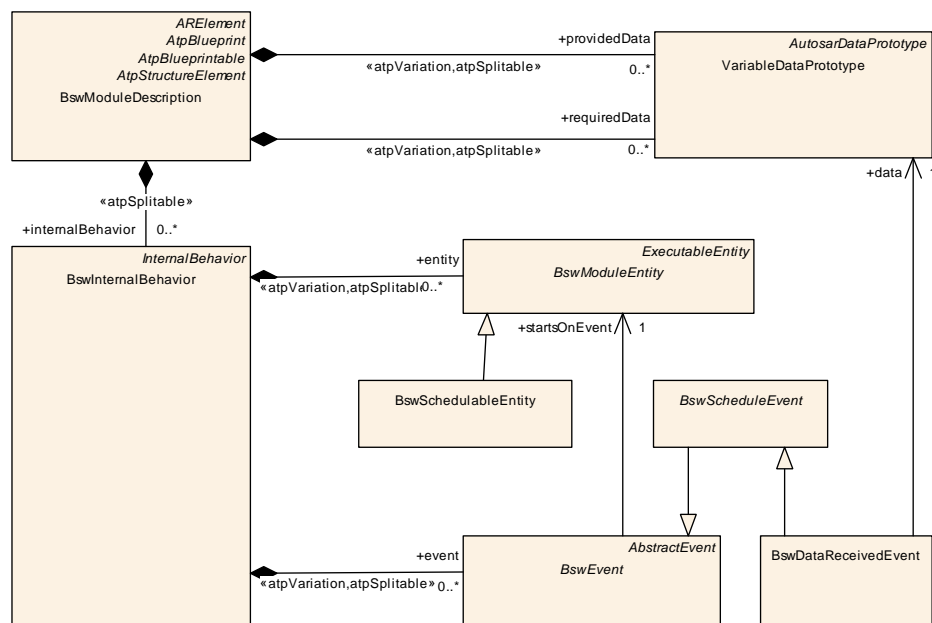 ARElement
AtpBlueprint
AtpBlueprintable
AtpStructureElement
BswModuleDescription
+providedData
«atpVariation,atpSplitable»
0..*
AutosarDataPrototype
VariableDataPrototype
+requiredData
«atpVariation,atpSplitable»
0..*
+data
«atpSplitable»
+internalBehavior 0..*
InternalBehavior
BswInternalBehavior
+entity
«atpVariation,atpSplitable
0..*
ExecutableEntity
BswModuleEntity
+startsOnEvent 1
BswSchedulableEntity
BswScheduleEvent
+event
«atpVariation,atpSplitable» 0..*
AbstractEvent
BswEvent
BswDataReceivedEvent